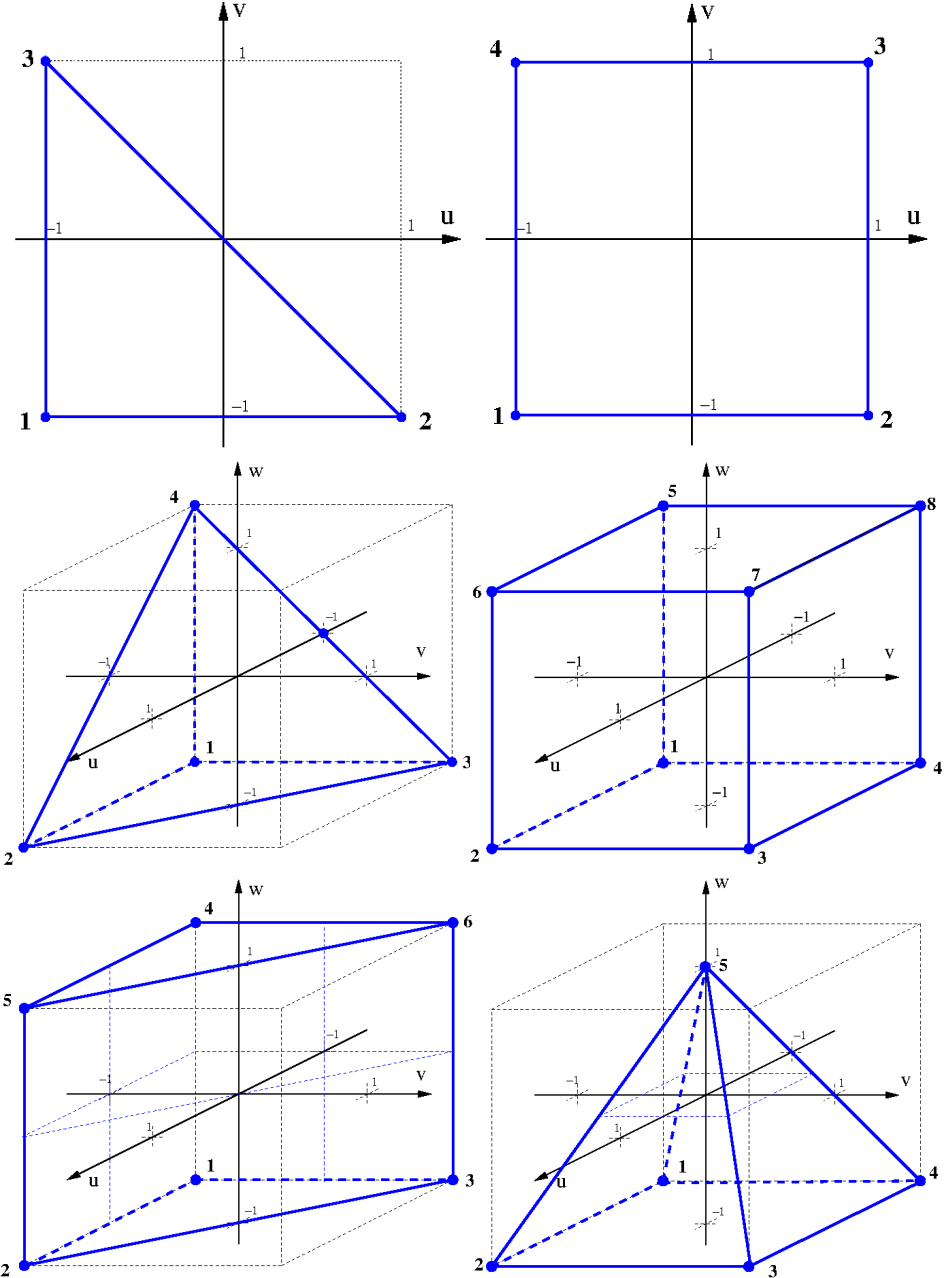 V V
3 1 4 1 3
u u
-1 1 -1 1
1 -1 2 1 -1 2
w w
4 5 8
1 1
6 7
-1 -1
-1 1 v -1 1 v
1 1
u 1 3 u 1 4
-1 -1
2 2 3
w w
4 6 1 5
1
5
-1 -1
-1 1 v -1 1 v
1 1
u 1 3 u 1 4
-1 -1
2 2 3